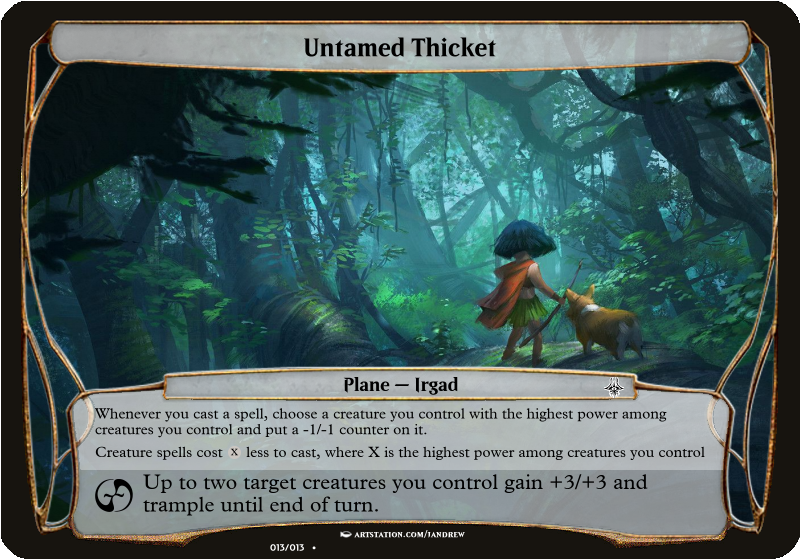 Untamed Thicket
Plane — Irgad
Whenever you cast a spell, choose a creature you control with the highest power among
creatures you control and put a -1/-1 counter on it.
Creature spells cost X less to cast, where X is the highest power among creatures you control
Up to two target creatures you control gain +3/+3 and
trample until end of turn.
ARTSTATION.COM/JANDREW
013/013 •